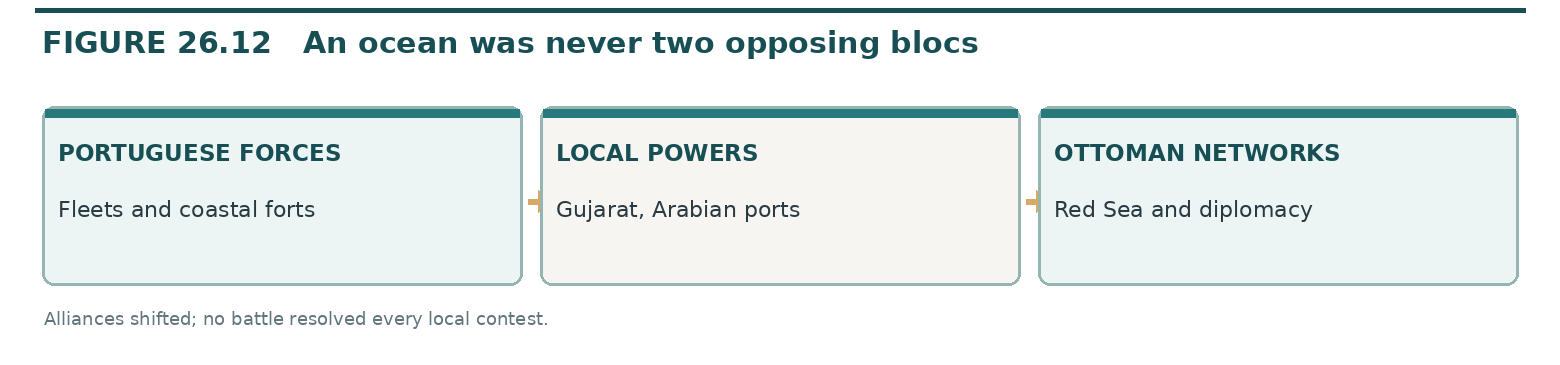 FIGURE 26.12 An ocean was never two opposing blocs
PORTUGUESE FORCES
Fleets and coastal forts
LOCAL POWERS
Gujarat, Arabian ports
OTTOMAN NETWORKS
Red Sea and diplomacy
Alliances shifted; no battle resolved every local contest.